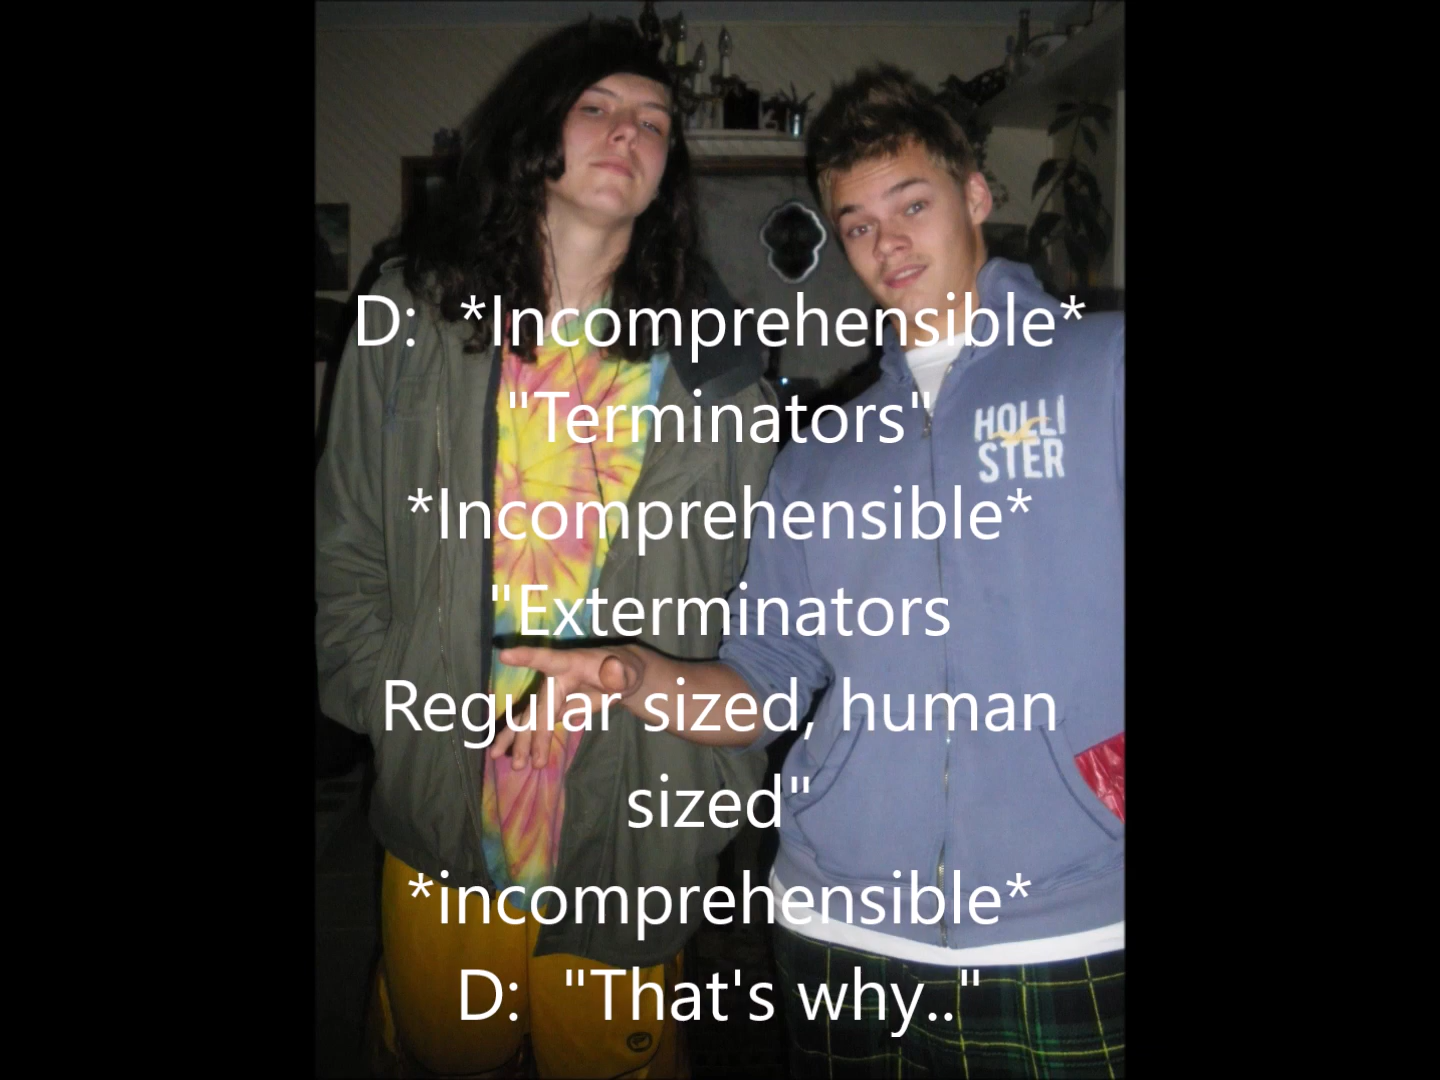 D:  *Incomprehensible*
"Terminators"
*Incomprehensible*
"Exterminators
Regular sized, human
sized"
*incomprehensible*
D:  "That's why.."
HOLLI
STER